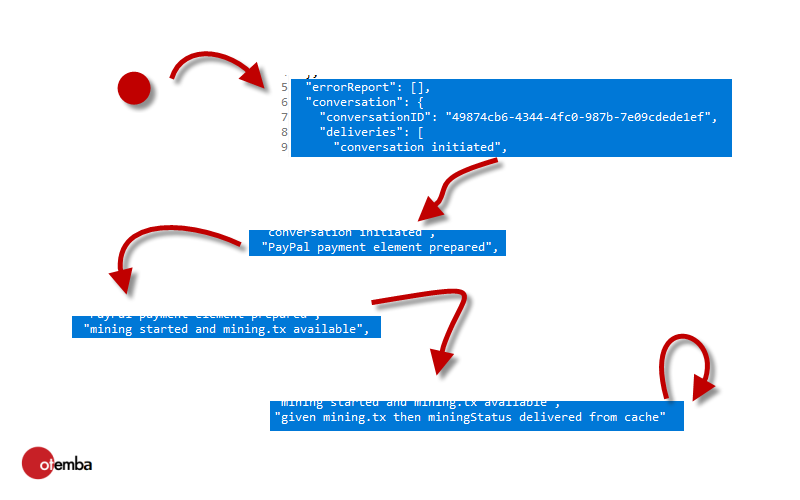 5 "errorReport": [],
6 "conversation": {
7 "conversationID": "49874cb6-4344-4fc0-987b-7e09cdede1ef",
8 "deliveries": [
9 "conversation initiated",
conversation initiated",
"PayPal payment element prepared",
"PayPal payment element prepared",
"mining started and mining.tx available",
mining started and mining.tx available",
"given mining.tx then miningStatus delivered from cache"
otemba